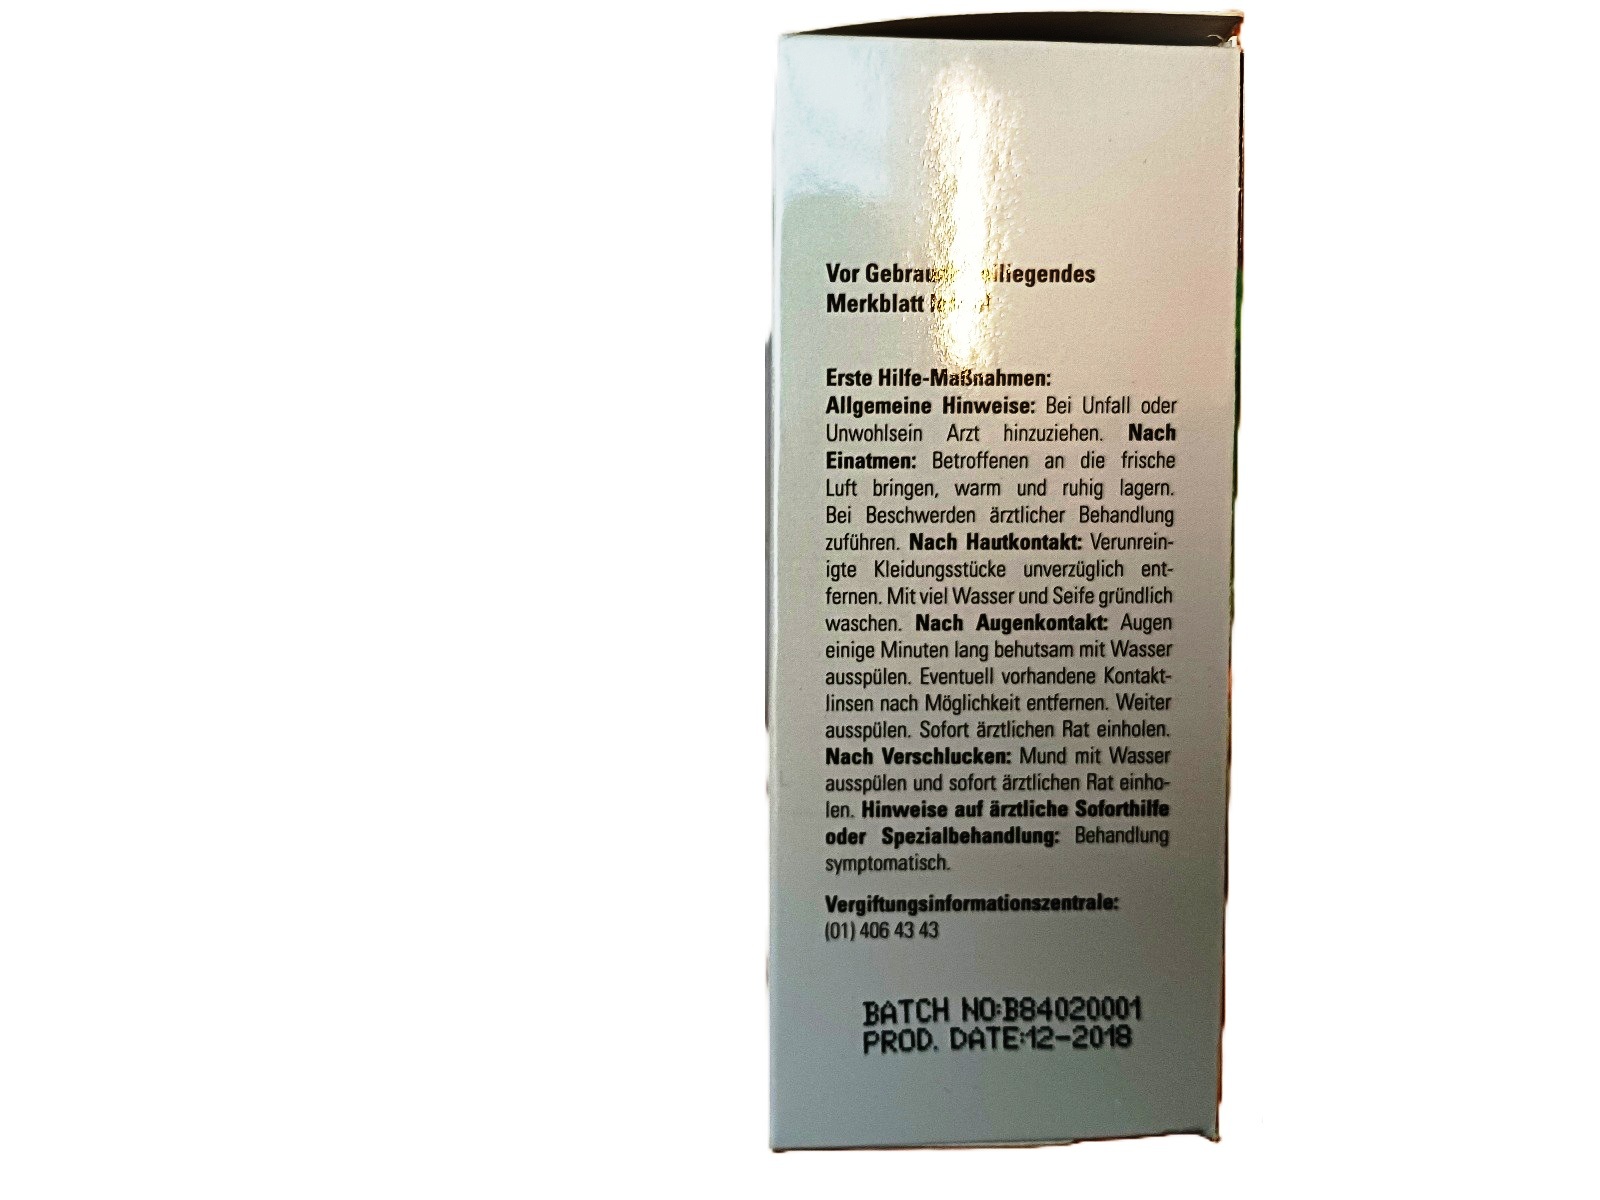 Vor Gebrauch beiliegendes
Merkblatt
Erste Hilfe-Maßnahmen:
Allgemeine Hinweise: Bei Unfall oder
Unwohlsein Arzt hinzuziehen. Nach
Einatmen: Betroffenen an die frische
Luft bringen, warm und ruhig lagern.
Bei Beschwerden ärztlicher Behandlung
zuführen. Nach Hautkontakt: Verunrein-
igte Kleidungsstücke unverzüglich ent-
fernen. Mit viel Wasser und Seife gründlich
waschen. Nach Augenkontakt: Augen
einige Minuten lang behutsam mit Wasser
ausspülen. Eventuell vorhandene Kontakt-
linsen nach Möglichkeit entfernen. Weiter
ausspülen. Sofort ärztlichen Rat einholen.
Nach Verschlucken: Mund mit Wasser
ausspülen und sofort ärztlichen Rat einho-
len. Hinweise auf ärztliche Soforthilfe
oder Spezialbehandlung: Behandlung
symptomatisch.
Vergiftungsinformationszentrale:
(01) 406 43 43
BATCH NO:B84020001
PROD. DATE:12-2018